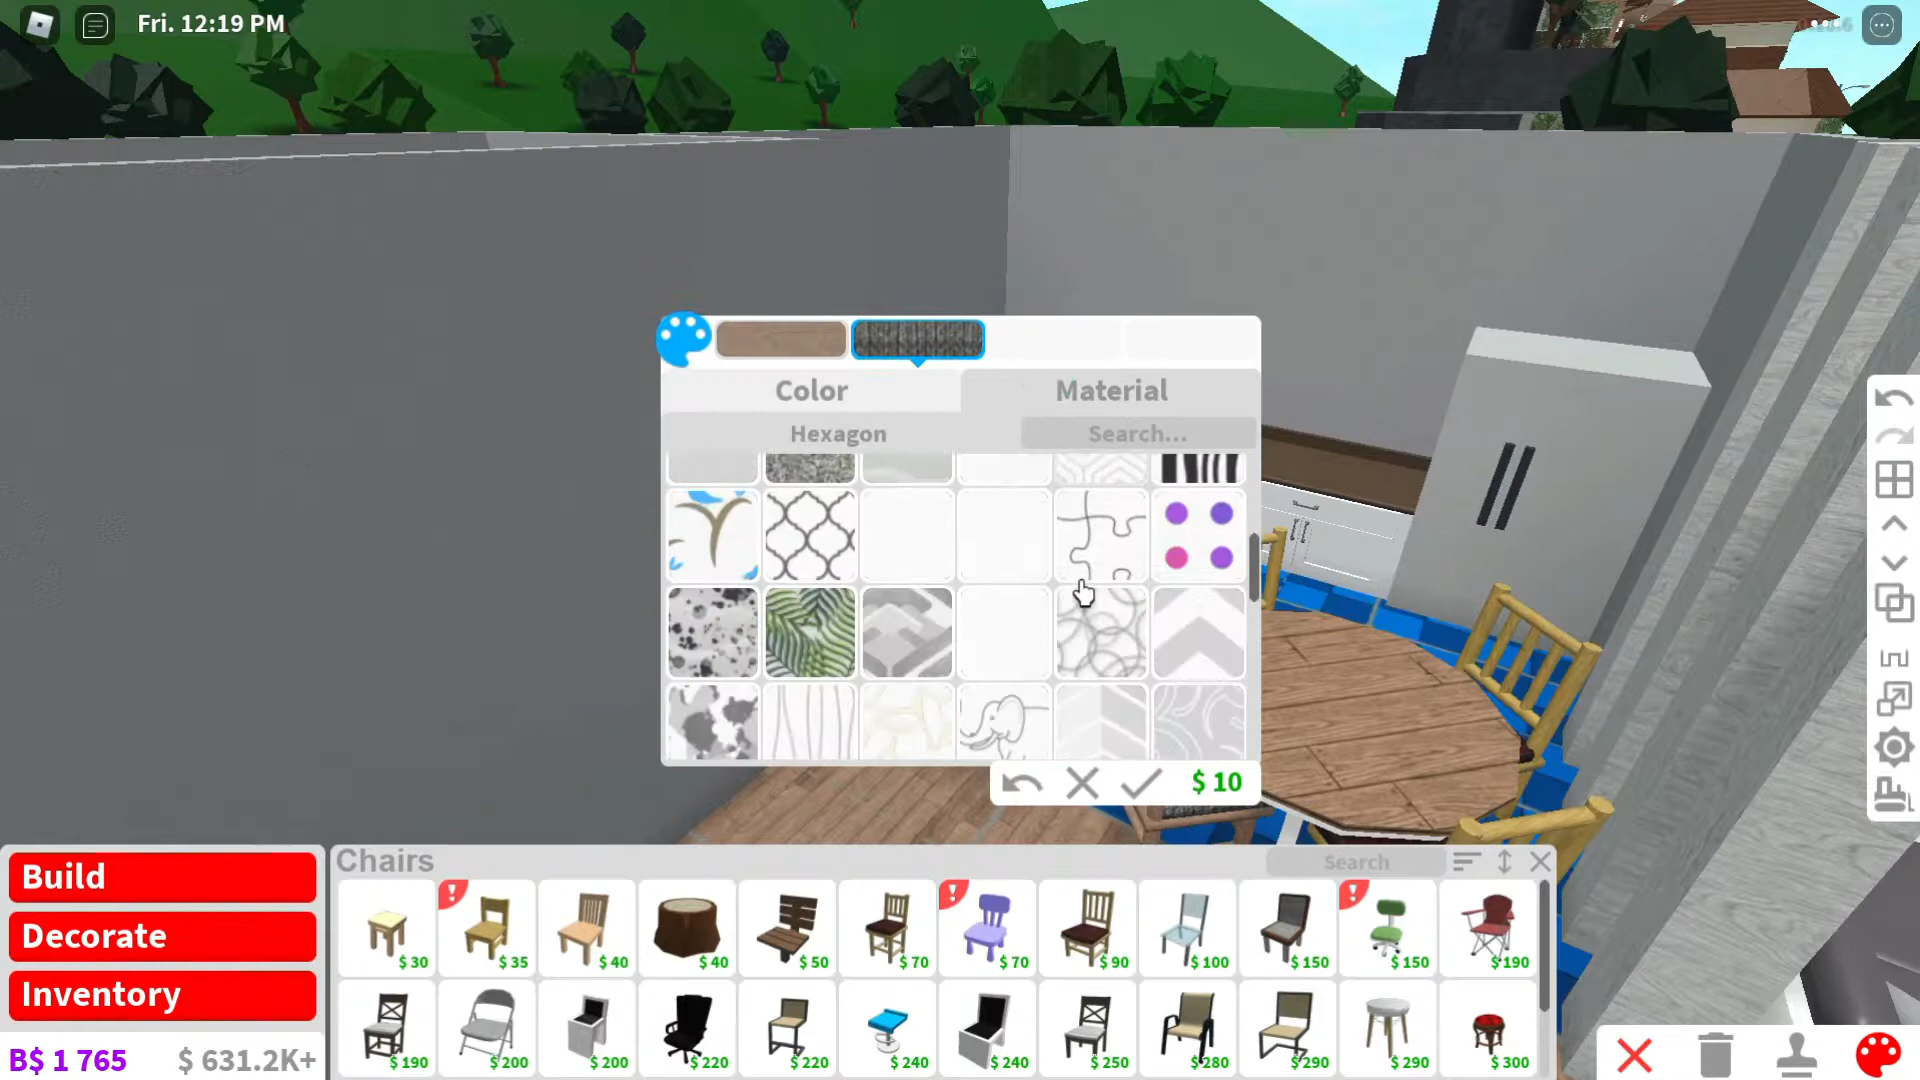 Fri. 12:19 PM
Color
Material
Hexagon
Search...
$ 10
Build
Decorate
Inventory
B$ 1 765
$ 631.2K+
Chairs
Search
$ 30
$ 35
$ 40
$ 40
$ 50
$ 70
$ 70
$ 90
$ 100
$ 150
$ 150
$ 190
$ 190
$ 200
$ 200
$ 220
$ 220
$ 240
$ 240
$ 250
$ 280
$ 290
$ 290
$ 300